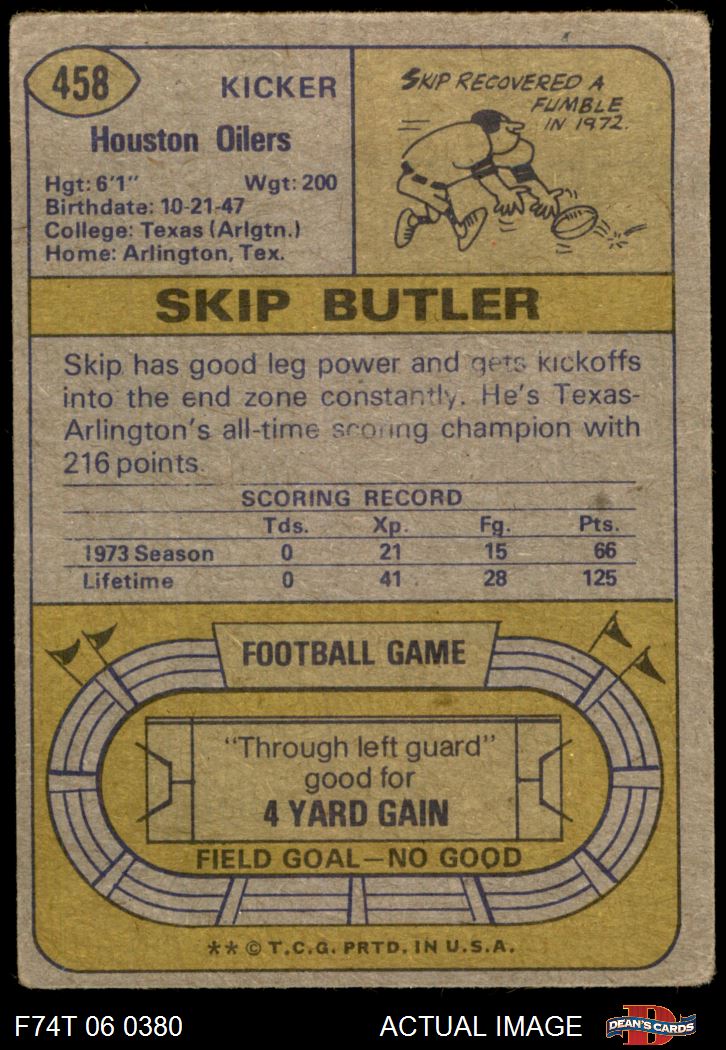 458
KICKER
Houston Oilers
Hgt: 6'1" Wgt: 200
Birthdate: 10-21-47
College: Texas (Arlgtn.)
Home: Arlington, Tex.
SKIP RECOVERED A
FUMBLE
IN 1972.
SKIP BUTLER
Skip has good leg power and gets kickoffs
into the end zone constantly. He's Texas-
Arlington's all-time scoring champion with
216 points.
SCORING RECORD
Tds. Xp. Fg. Pts.
1973 Season 0 21 15 66
Lifetime 0 41 28 125
FOOTBALL GAME
"Through left guard"
good for
4 YARD GAIN
FIELD GOAL—NO GOOD
** © T.C.G. PRTD. IN U.S.A.
F74T 06 0380 ACTUAL IMAGE DEAN'S CARDS